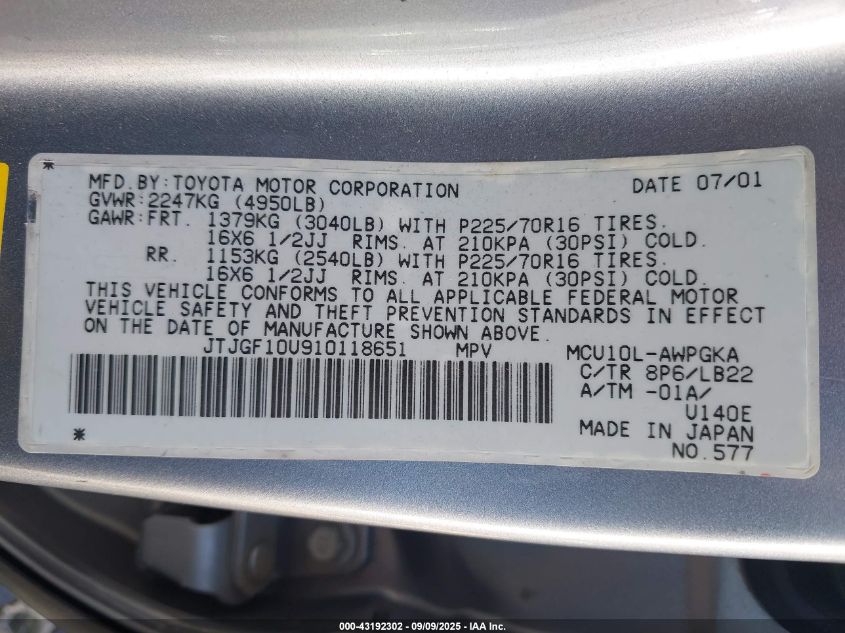 *
MFD.BY:TOYOTA MOTOR CORPORATION DATE 07/01
GVWR:2247KG (4950LB)
GAWR:FRT. 1379KG (3040LB) WITH P225/70R16 TIRES.
16X6 1/2JJ RIMS. AT 210KPA (30PSI) COLD.
RR. 1153KG (2540LB) WITH P225/70R16 TIRES.
16X6 1/2JJ RIMS. AT 210KPA (30PSI) COLD.
THIS VEHICLE CONFORMS TO ALL APPLICABLE FEDERAL MOTOR
VEHICLE SAFETY AND THEFT PREVENTION STANDARDS IN EFFECT
ON THE DATE OF MANUFACTURE SHOWN ABOVE.
JTJGF10U910118651 MPV MCU10L-AWPGKA
C/TR 8P6/LB22
A/TM -01A/
U140E
* MADE IN JAPAN
NO.577
000-43192302 - 09/09/2025 - IAA Inc.